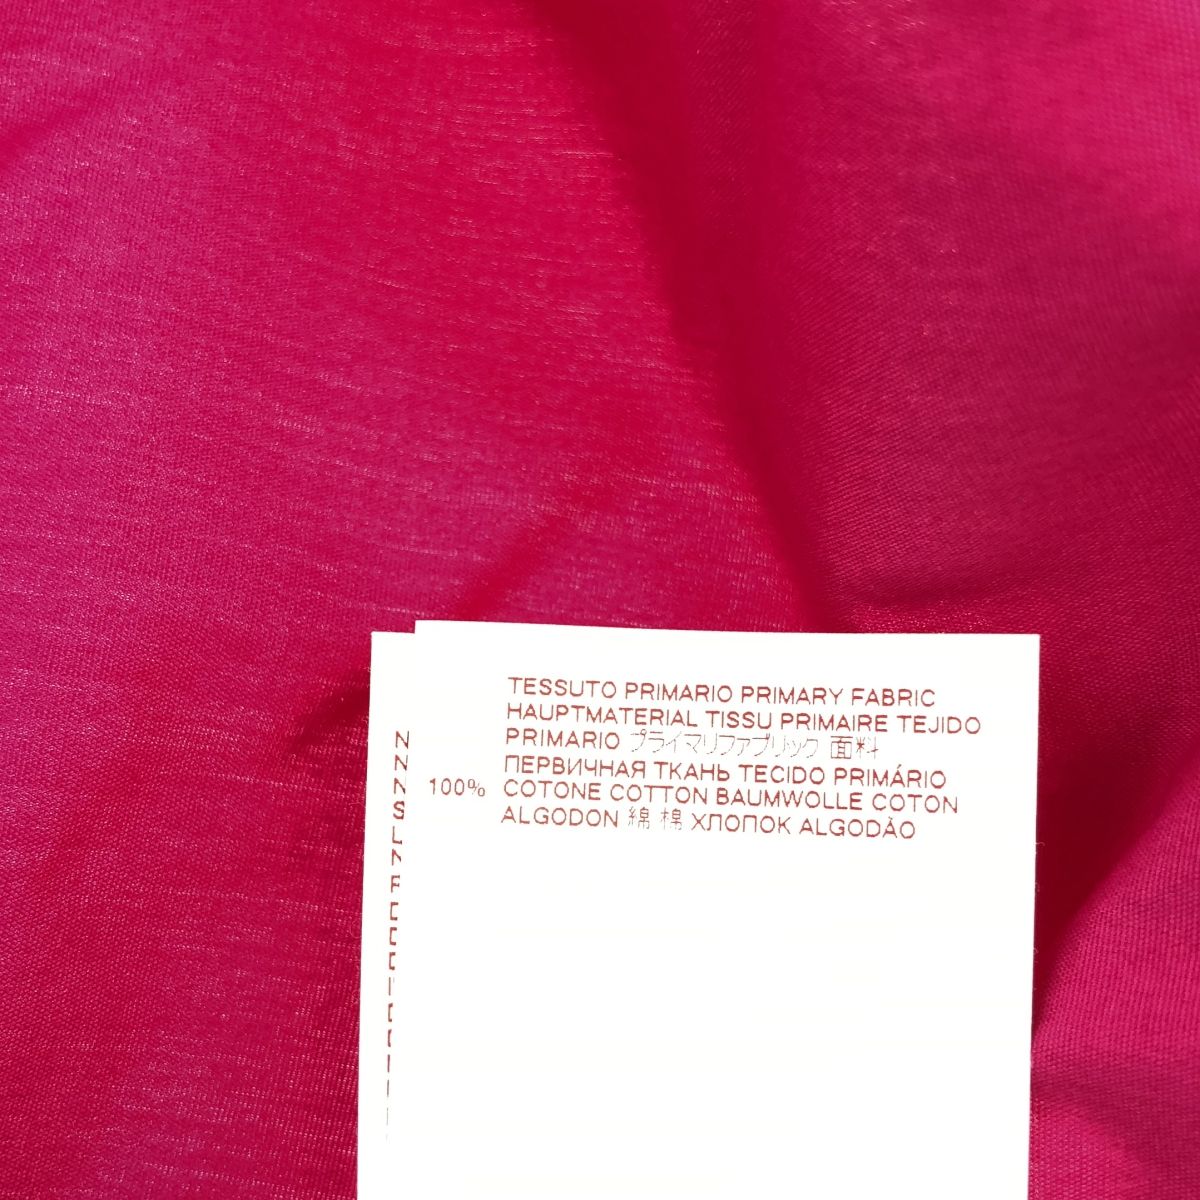 TESSUTO PRIMARIO PRIMARY FABRIC
HAUPTMATERIAL TISSU PRIMAIRE TEJIDO
PRIMARIO プライマリファブリック 面料
ПЕРВИЧНАЯ ТКАНЬ TECIDO PRIMÁRIO
100% COTONE COTTON BAUMWOLLE COTON
ALGODON 綿 棉 ХЛОПОК ALGODÃO